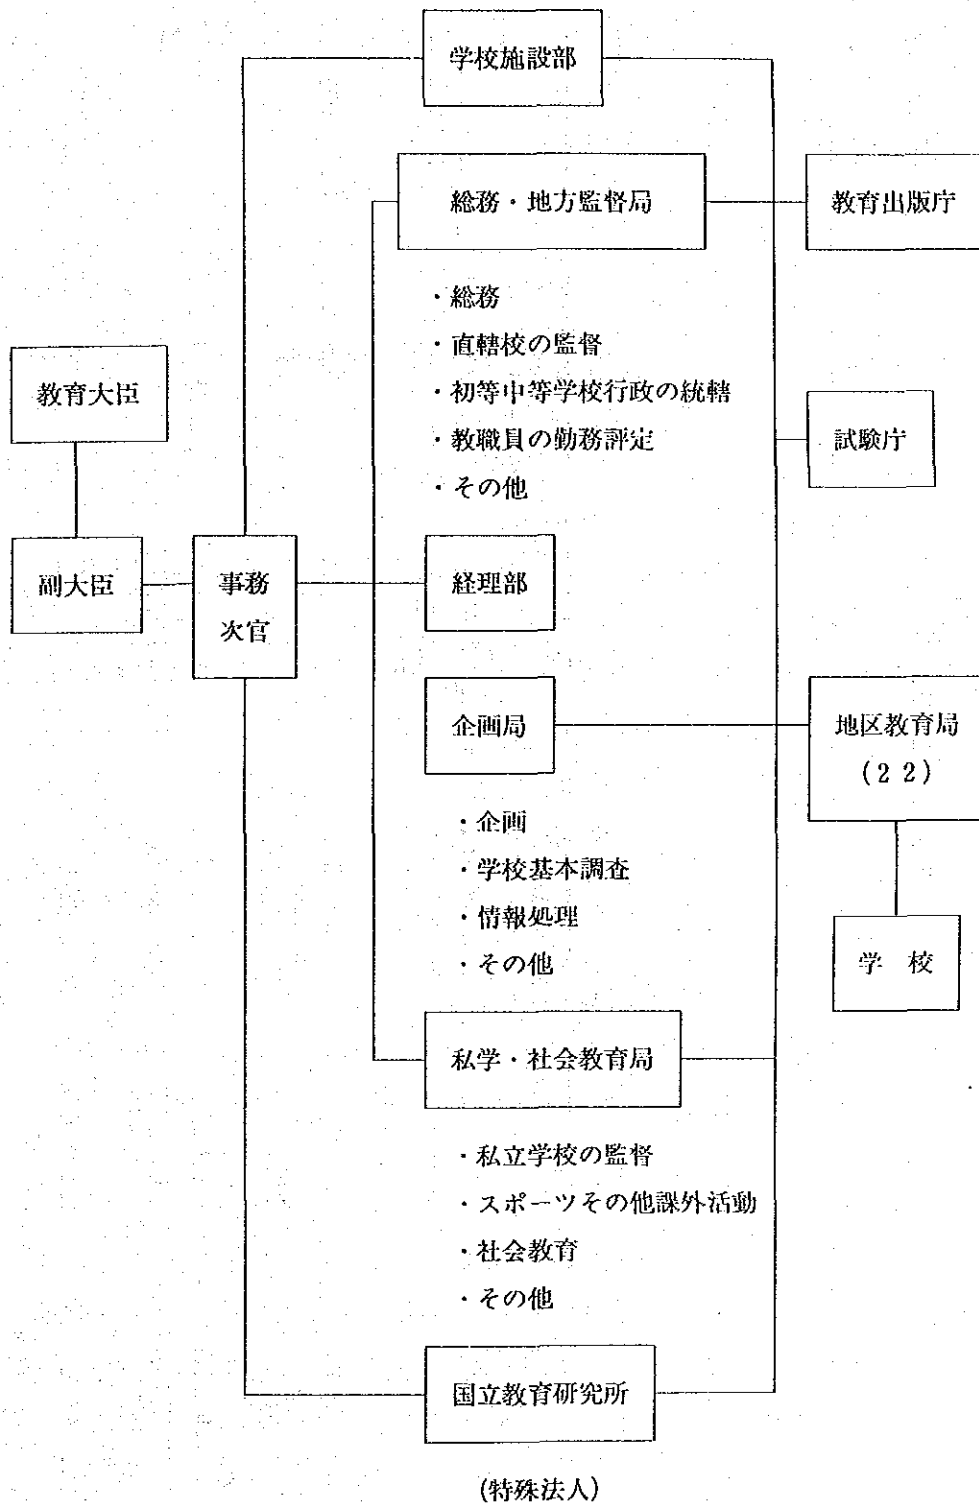 学校施設部
総務・地方監督局
教育出版庁
・総務
・直轄校の監督
・初等中等学校行政の統轄
・教職員の勤務評定
・その他
教育大臣
試験庁
副大臣
事務
次官
経理部
企画局
地区教育局
(22)
・企画
・学校基本調査
・情報処理
・その他
学 校
私学・社会教育局
・私立学校の監督
・スポーツその他課外活動
・社会教育
・その他
国立教育研究所
(特殊法人)